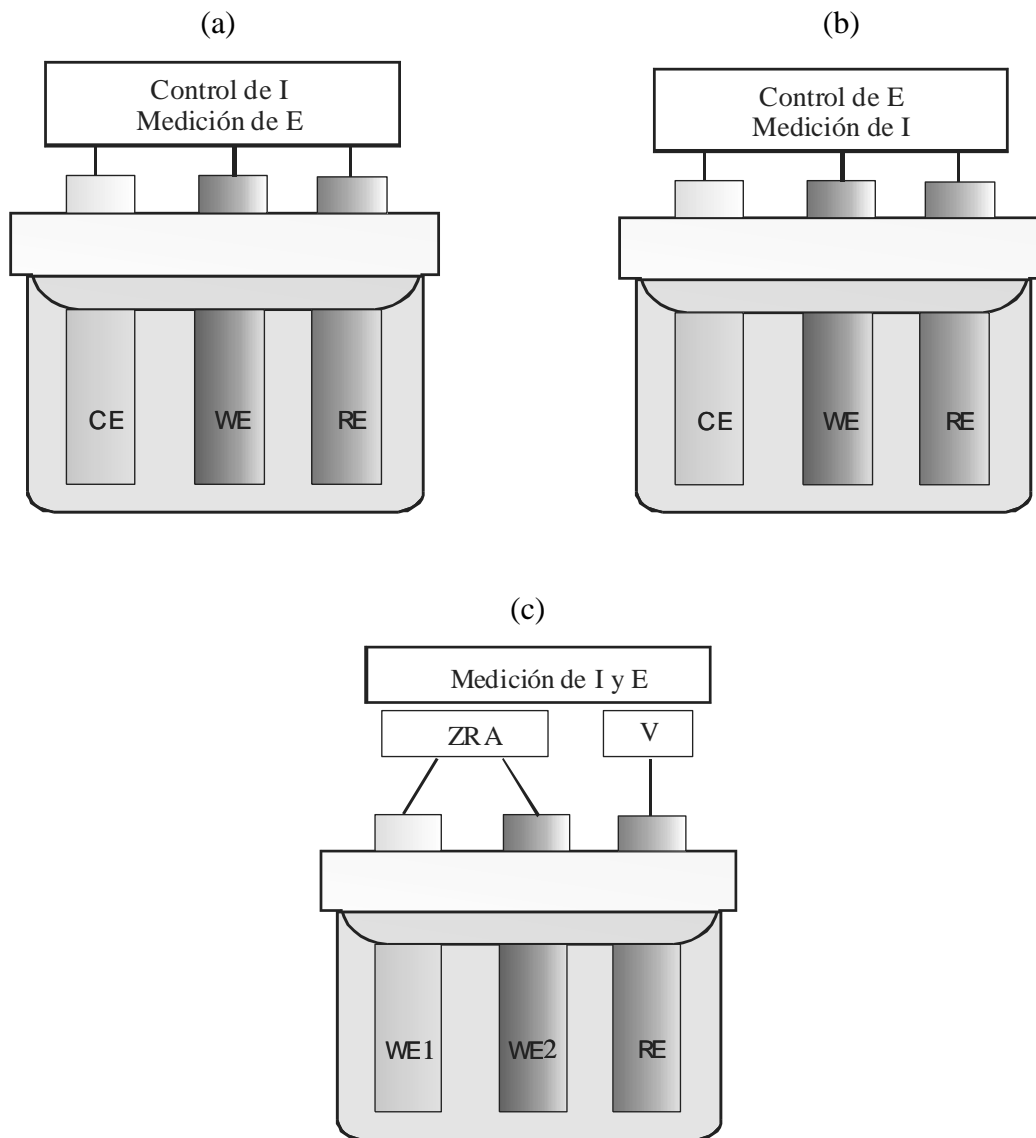 (a)
(b)
Control de I
Medición de E
Control de E
Medición de I
CE WE RE
CE WE RE
(c)
Medición de I y E
ZRA V
WE1 WE2 RE